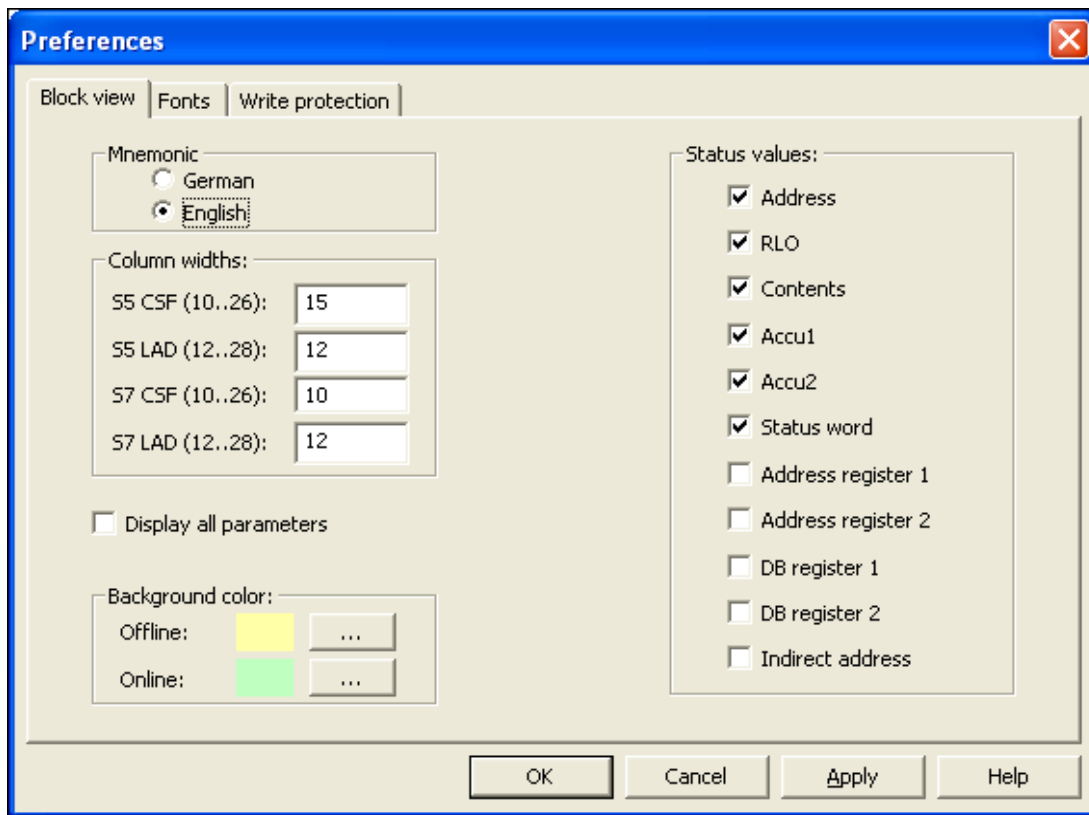 Preferences
Block view Fonts Write protection
Mnemonic
German
English
Column widths:
S5 CSF (10..26): 15
S5 LAD (12..28): 12
S7 CSF (10..26): 10
S7 LAD (12..28): 12
Display all parameters
Background color:
Offline: ...
Online: ...
Status values:
Address
RLO
Contents
Accu1
Accu2
Status word
Address register 1
Address register 2
DB register 1
DB register 2
Indirect address
OK Cancel Apply Help